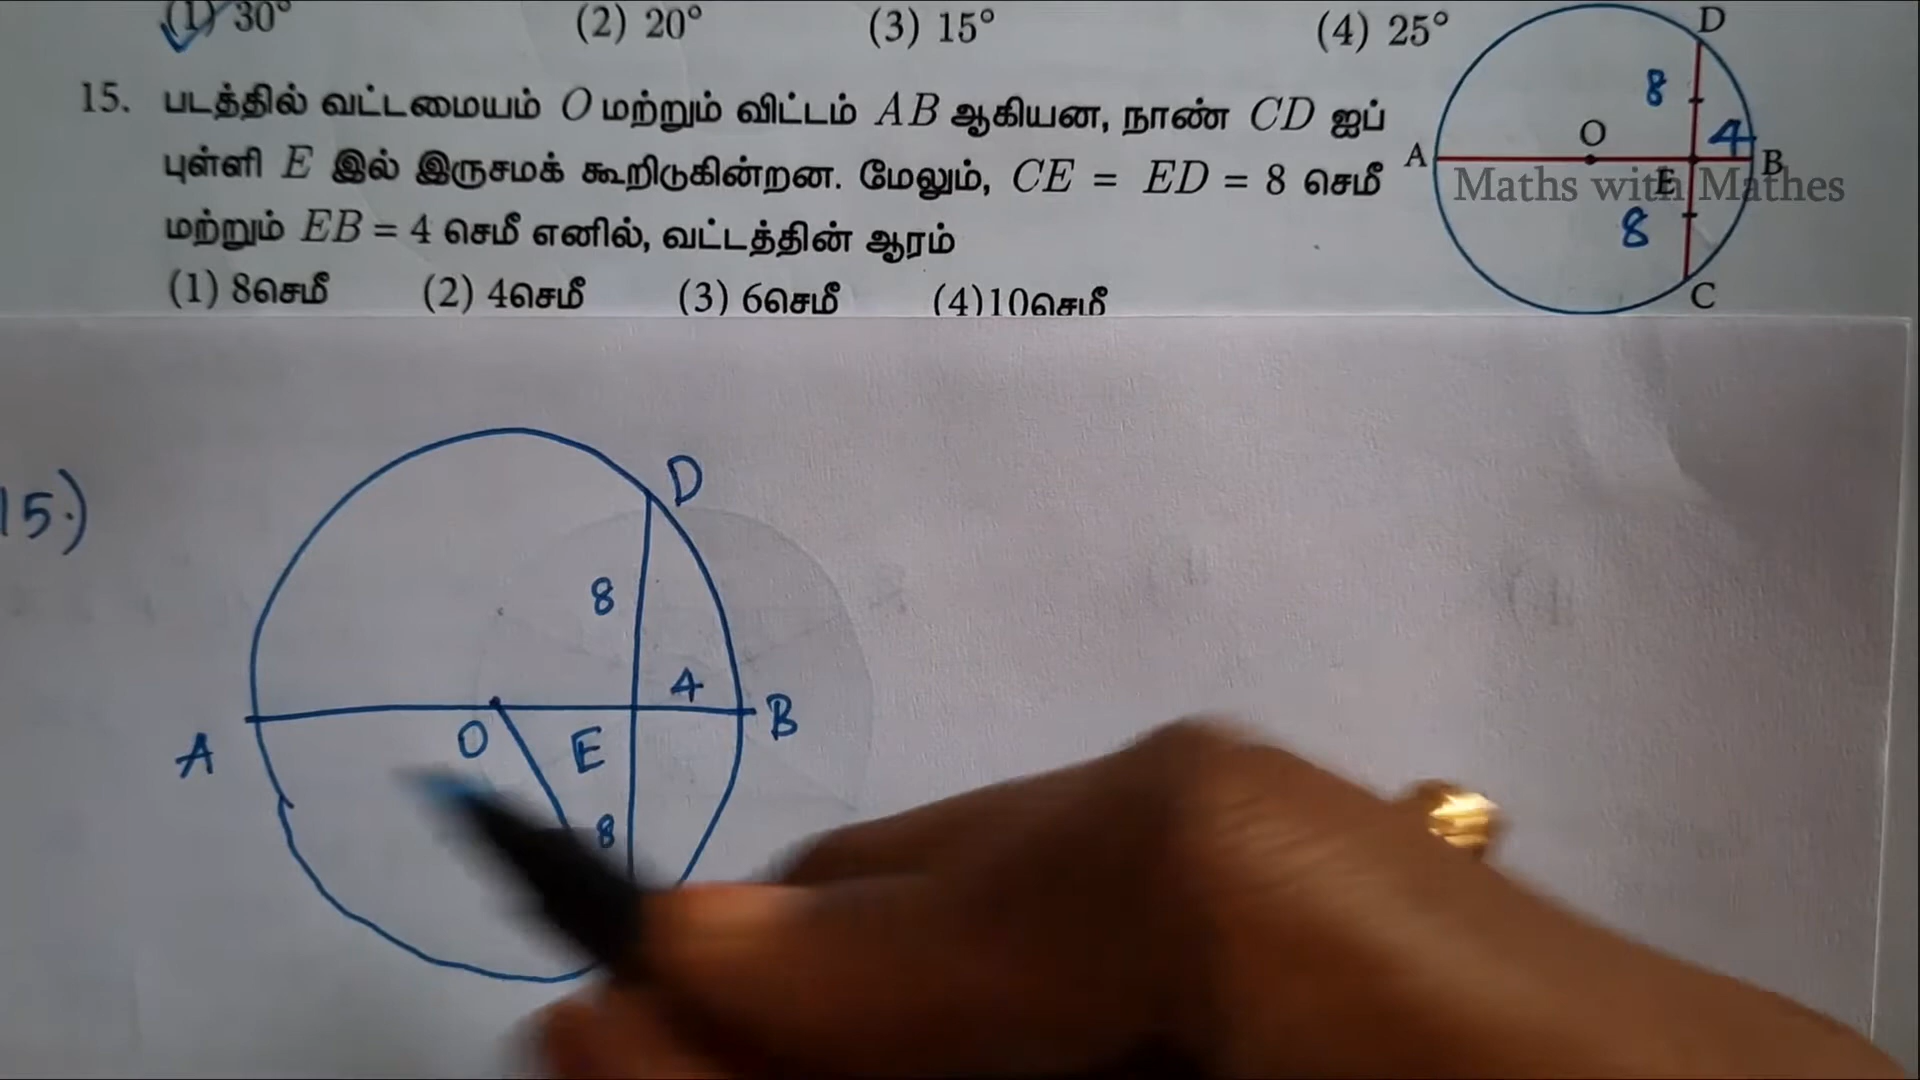 (1) 30° (2) 20° (3) 15° (4) 25°
15. படத்தில் வட்டமையம் O மற்றும் விட்டம் AB ஆகியன, நாண் CD ஐப்
புள்ளி E இல் இருசமக் கூறிடுகின்றன. மேலும், CE = ED = 8 செமீ
மற்றும் EB = 4 செமீ எனில், வட்டத்தின் ஆரம்
(1) 8செமீ (2) 4செமீ (3) 6செமீ (4)10செமீ
D
8
O 4
A E B
Maths with Mathes
8
C
15.)
D
8
4
A O E B
8